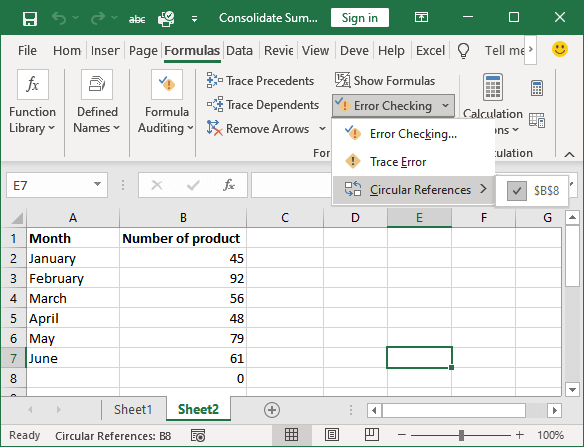 abc Consolidate Sum... Sign in
File Hom Inser Page Formulas Data Revie View Deve Help Excel Tell me
fx Trace Precedents Show Formulas
Function Library Defined Names Formula Auditing Trace Dependents Error Checking Calculation
Remove Arrows ons
For Error Checking... culation
Trace Error
E7 fx Circular References $B$8
A B C D E F G
1 Month Number of product
2 January 45
3 February 92
4 March 56
5 April 48
6 May 79
7 June 61
8 0
Sheet1 Sheet2
Ready Circular References: B8 100%